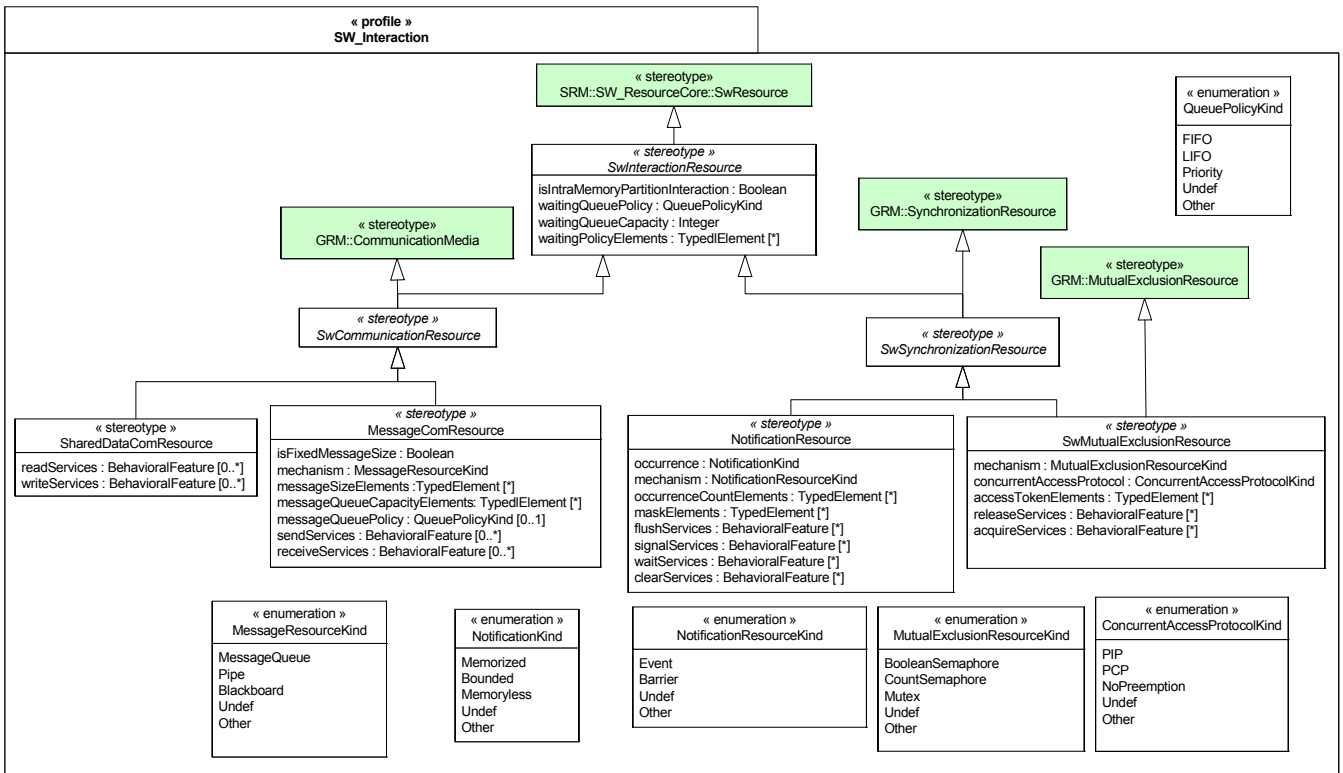 « profile »
SW_Interaction
« stereotype»
SRM::SW_ResourceCore::SwResource
« enumeration »
QueuePolicyKind
FIFO
LIFO
Priority
Undef
Other
« stereotype »
SwInteractionResource
isIntraMemoryPartitionInteraction : Boolean
waitingQueuePolicy : QueuePolicyKind
waitingQueueCapacity : Integer
waitingPolicyElements : TypedlElement [*]
« stereotype»
GRM::SynchronizationResource
« stereotype»
GRM::CommunicationMedia
« stereotype»
GRM::MutualExclusionResource
« stereotype »
SwCommunicationResource
« stereotype »
SwSynchronizationResource
« stereotype »
SharedDataComResource
readServices : BehavioralFeature [0..*]
writeServices : BehavioralFeature [0..*]
« stereotype »
MessageComResource
isFixedMessageSize : Boolean
mechanism : MessageResourceKind
messageSizeElements :TypedElement [*]
messageQueueCapacityElements: TypedlElement [*]
messageQueuePolicy : QueuePolicyKind [0..1]
sendServices : BehavioralFeature [0..*]
receiveServices : BehavioralFeature [0..*]
« stereotype »
NotificationResource
occurrence : NotificationKind
mechanism : NotificationResourceKind
occurrenceCountElements : TypedElement [*]
maskElements : TypedElement [*]
flushServices : BehavioralFeature [*]
signalServices : BehavioralFeature [*]
waitServices : BehavioralFeature [*]
clearServices : BehavioralFeature [*]
« stereotype »
SwMutualExclusionResource
mechanism : MutualExclusionResourceKind
concurrentAccessProtocol : ConcurrentAccessProtocolKind
accessTokenElements : TypedElement [*]
releaseServices : BehavioralFeature [*]
acquireServices : BehavioralFeature [*]
« enumeration »
MessageResourceKind
MessageQueue
Pipe
Blackboard
Undef
Other
« enumeration »
NotificationKind
Memorized
Bounded
Memoryless
Undef
Other
« enumeration »
NotificationResourceKind
Event
Barrier
Undef
Other
« enumeration »
MutualExclusionResourceKind
BooleanSemaphore
CountSemaphore
Mutex
Undef
Other
« enumeration »
ConcurrentAccessProtocolKind
PIP
PCP
NoPreemption
Undef
Other